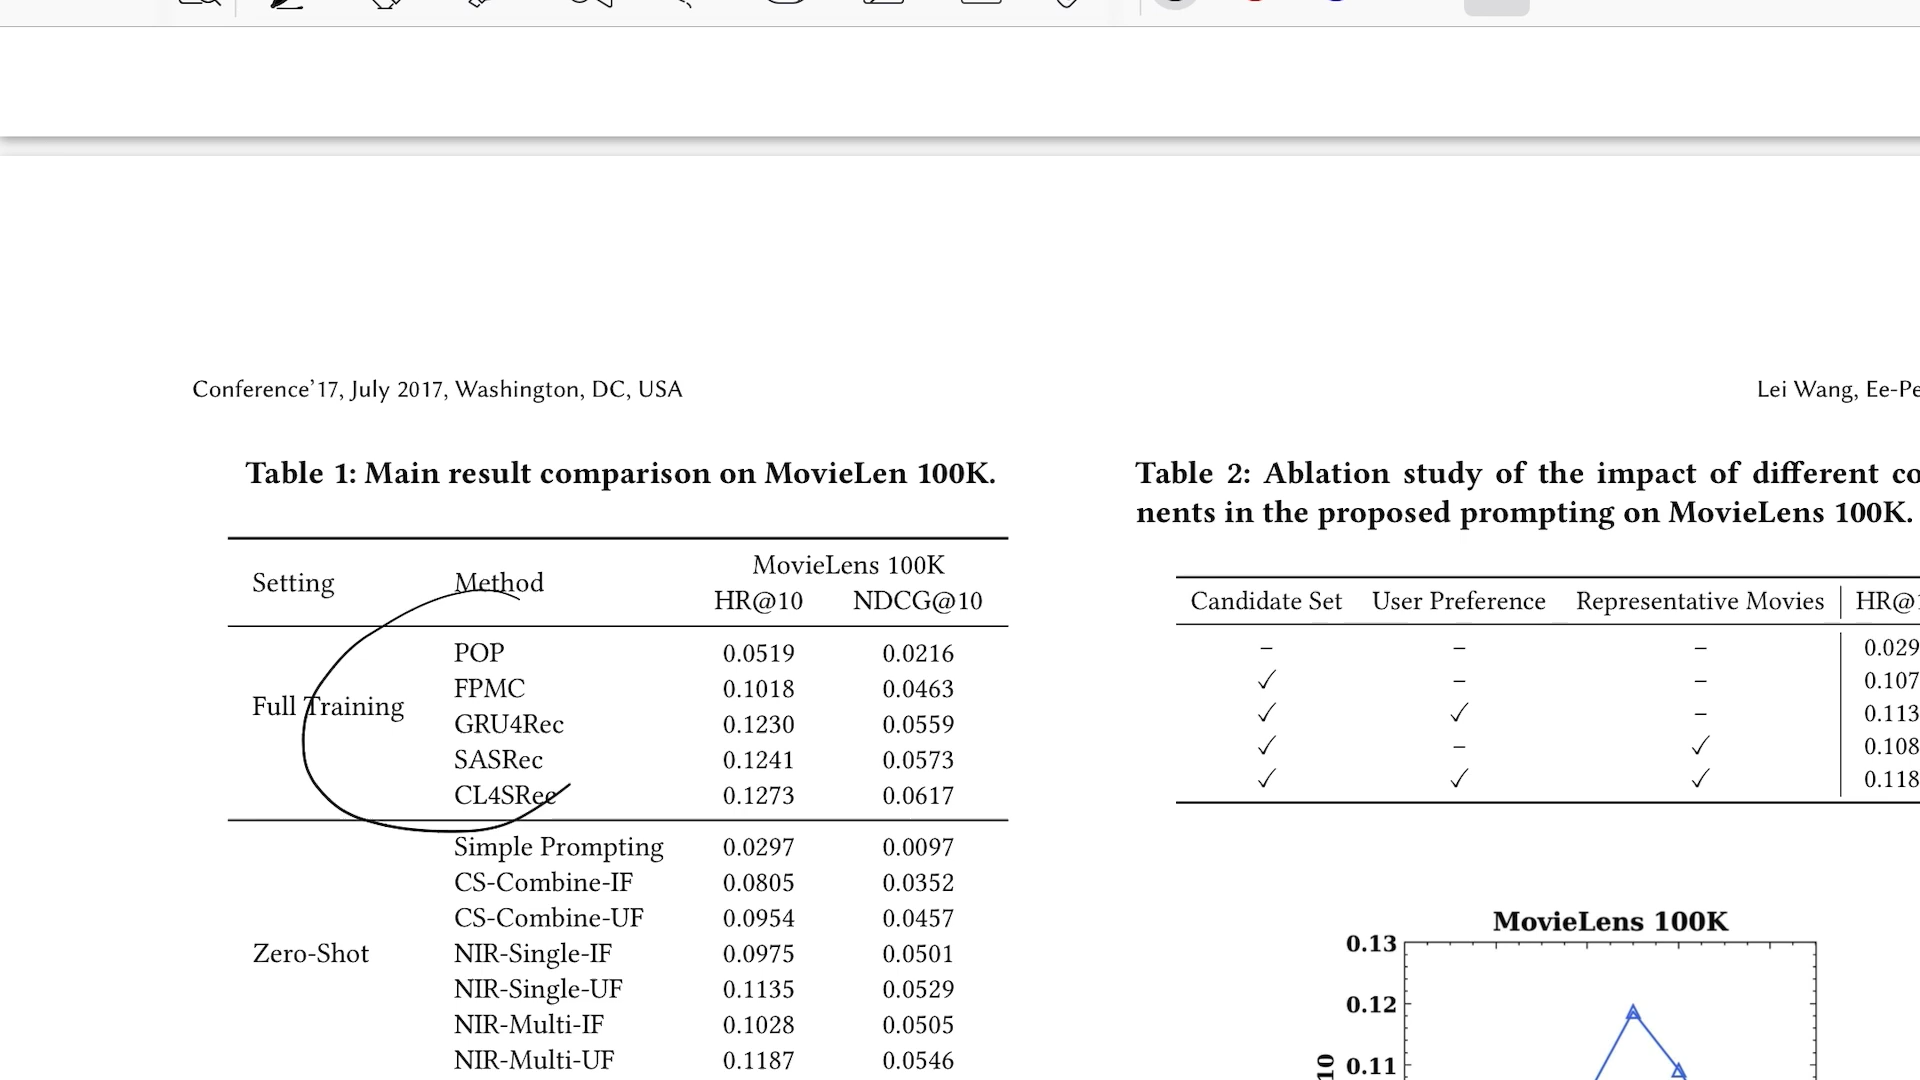 Conference'17, July 2017, Washington, DC, USA
Lei Wang, Ee-Pe
Table 1: Main result comparison on MovieLen 100K.
Setting Method MovieLens 100K
HR@10 NDCG@10
Full Training
POP 0.0519 0.0216
FPMC 0.1018 0.0463
GRU4Rec 0.1230 0.0559
SASRec 0.1241 0.0573
CL4SRec 0.1273 0.0617
Zero-Shot
Simple Prompting 0.0297 0.0097
CS-Combine-IF 0.0805 0.0352
CS-Combine-UF 0.0954 0.0457
NIR-Single-IF 0.0975 0.0501
NIR-Single-UF 0.1135 0.0529
NIR-Multi-IF 0.1028 0.0505
NIR-Multi-UF 0.1187 0.0546
Table 2: Ablation study of the impact of different co
nents in the proposed prompting on MovieLens 100K.
Candidate Set User Preference Representative Movies HR@1
– – – 0.029
✓ – – 0.107
✓ ✓ – 0.113
✓ – ✓ 0.108
✓ ✓ ✓ 0.118
MovieLens 100K
0.13
0.12
0.11
10